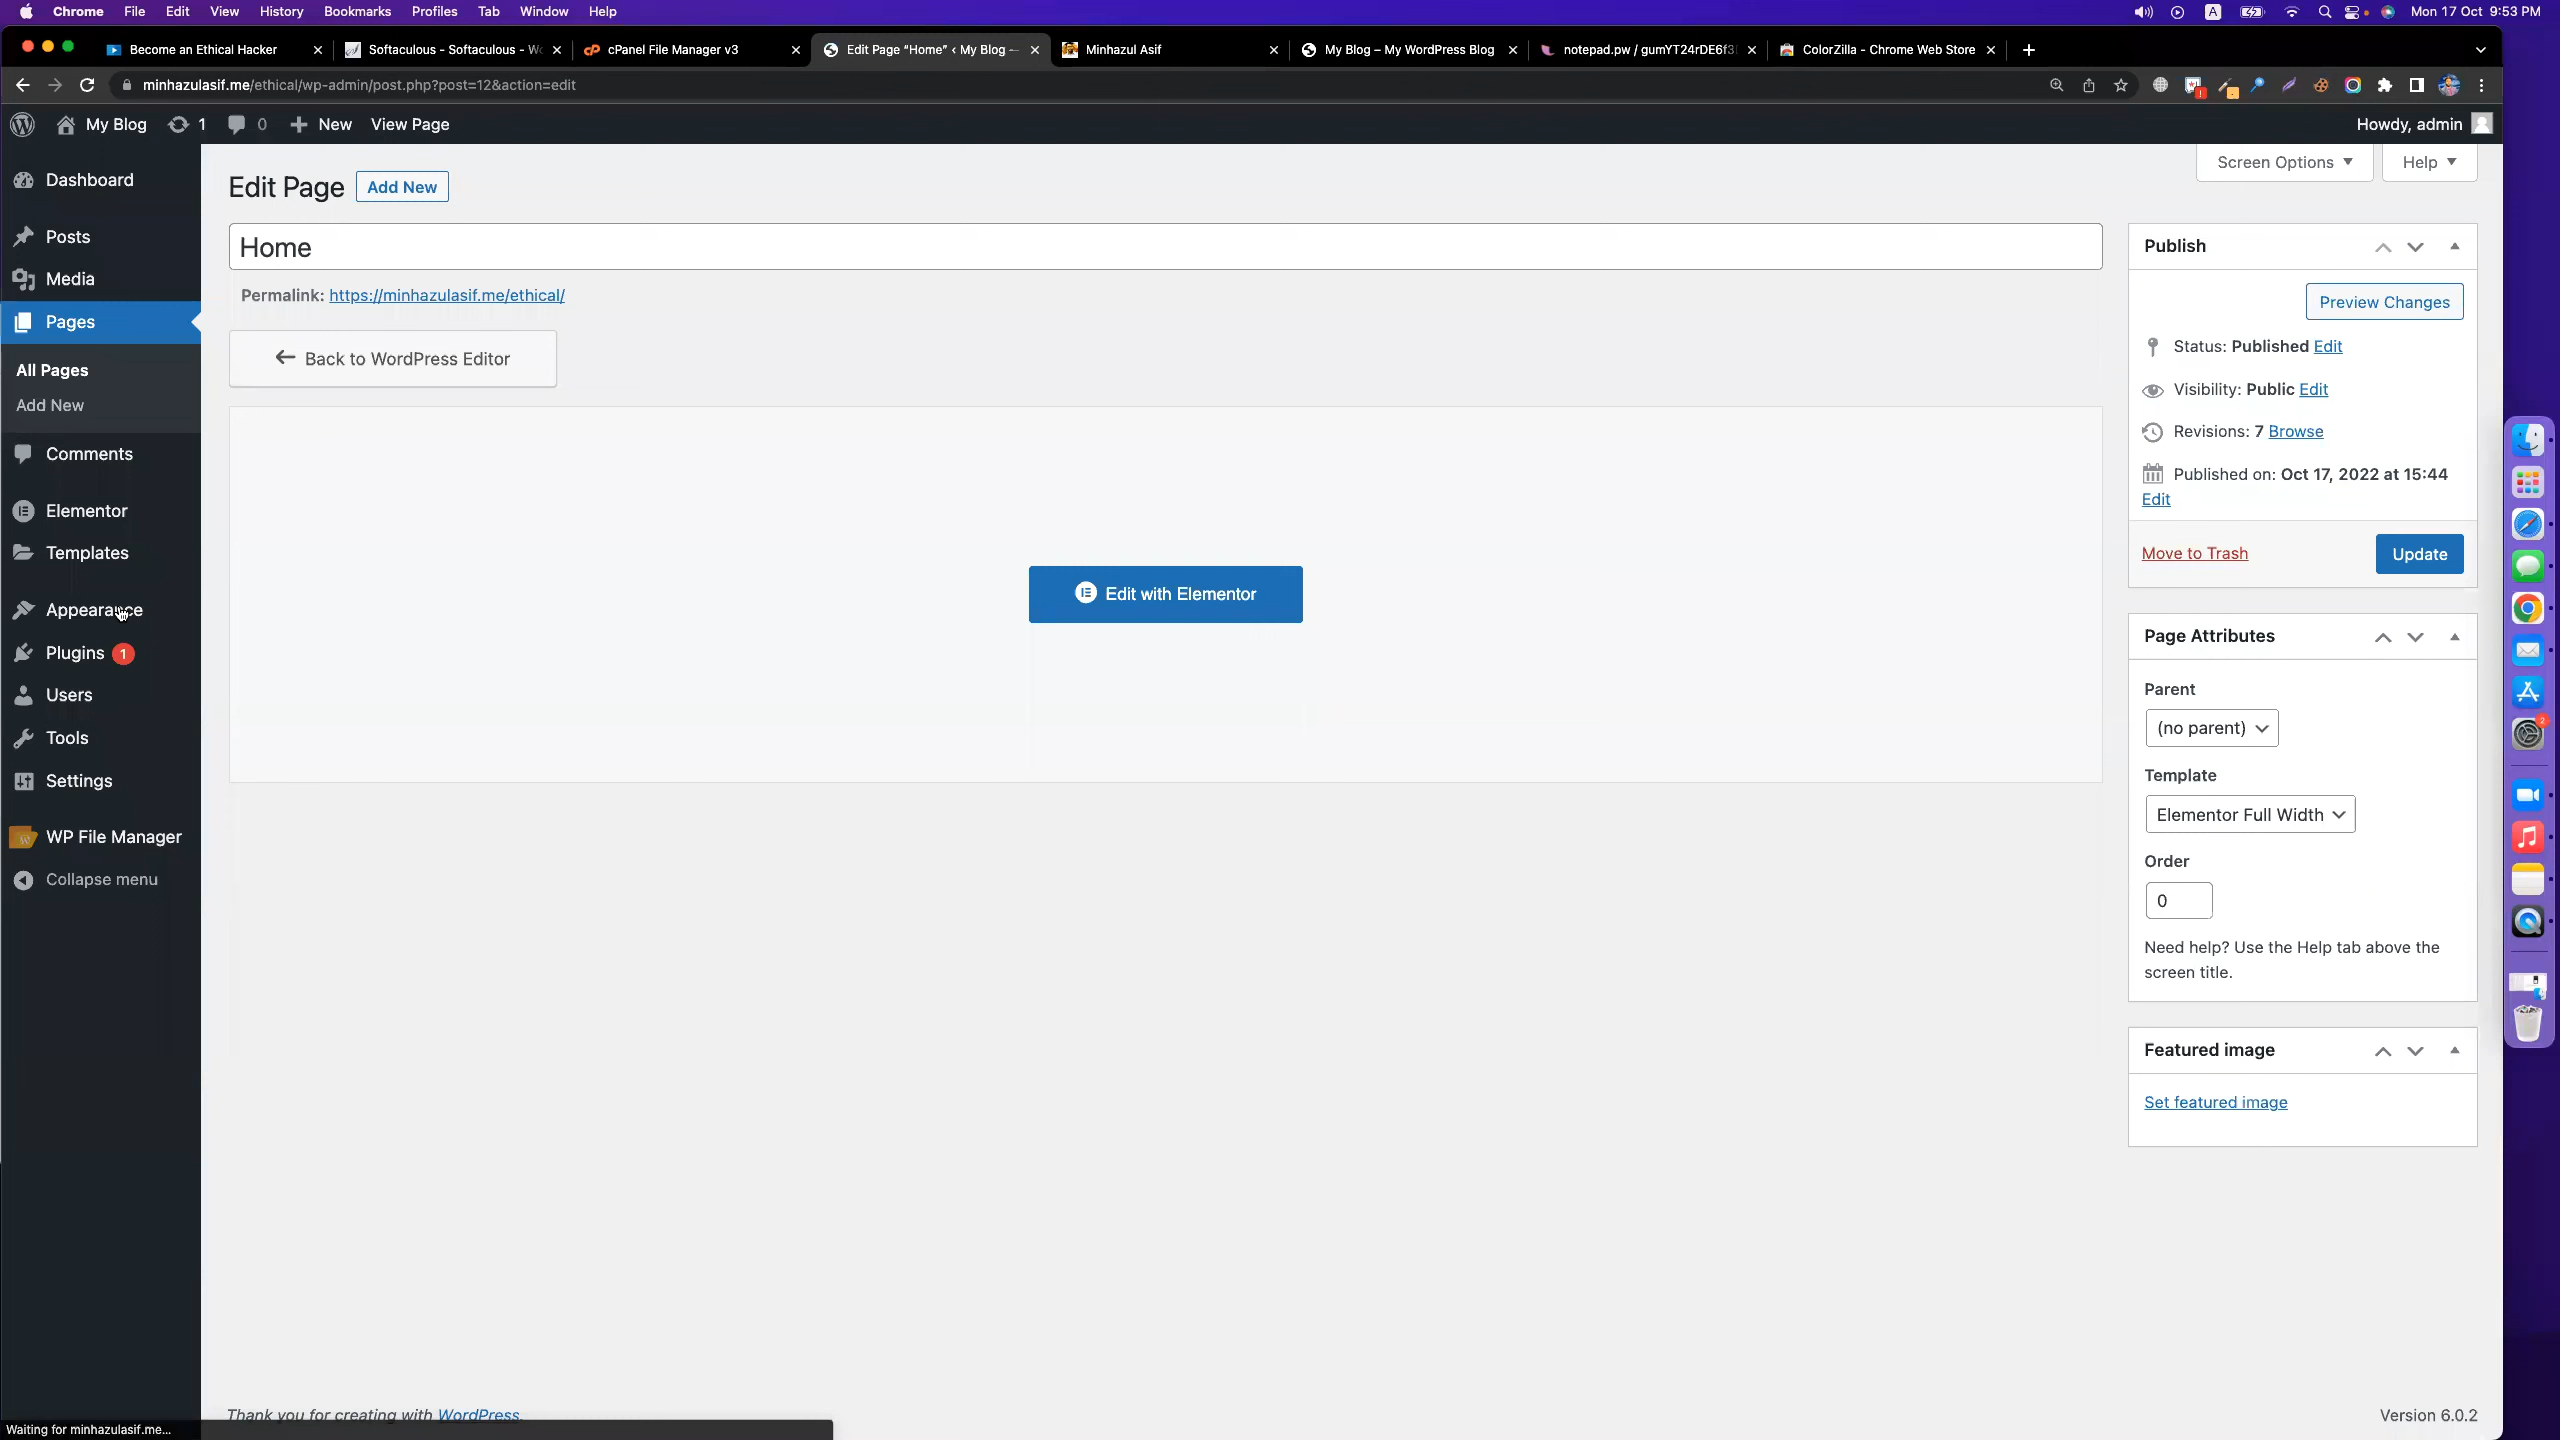 Chrome File Edit View History Bookmarks Profiles Tab Window Help
A Mon 17 Oct 9:53 PM
Become an Ethical Hacker
Softaculous - Softaculous - Wo
cPanel File Manager v3
Edit Page “Home” ‹ My Blog —
Minhazul Asif
My Blog – My WordPress Blog
notepad.pw / gumYT24rDE6f3
ColorZilla - Chrome Web Store
minhazulasif.me/ethical/wp-admin/post.php?post=12&action=edit
My Blog 1 0 New View Page
Howdy, admin
Dashboard
Posts
Media
Pages
All Pages
Add New
Comments
Elementor
Templates
Appearance
Plugins 1
Users
Tools
Settings
WP File Manager
Collapse menu
Screen Options
Help
Edit Page
Add New
Home
Permalink: https://minhazulasif.me/ethical/
Back to WordPress Editor
Edit with Elementor
Publish
Preview Changes
Status: Published Edit
Visibility: Public Edit
Revisions: 7 Browse
Published on: Oct 17, 2022 at 15:44
Edit
Move to Trash
Update
Page Attributes
Parent
(no parent)
Template
Elementor Full Width
Order
0
Need help? Use the Help tab above the
screen title.
Featured image
Set featured image
2
Thank you for creating with WordPress.
Version 6.0.2
Waiting for minhazulasif.me...